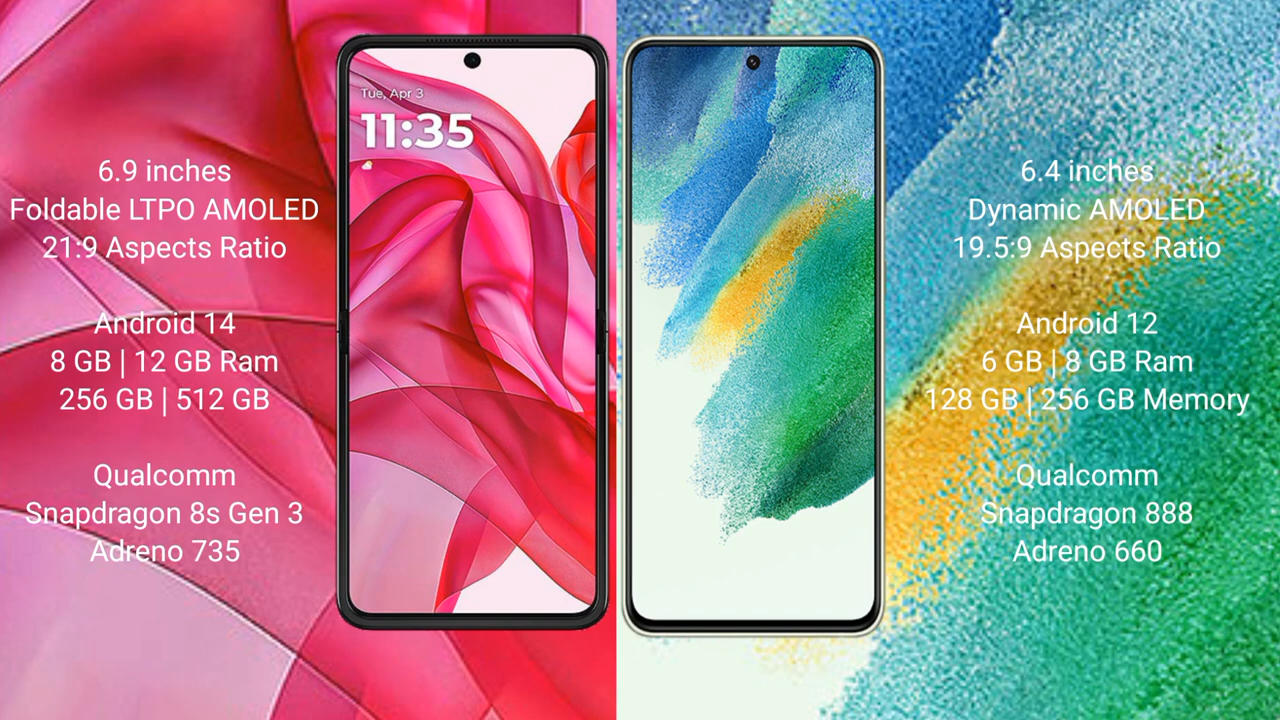 6.9 inches
Foldable LTPO AMOLED
21:9 Aspects Ratio
Android 14
8 GB | 12 GB Ram
256 GB | 512 GB
Qualcomm
Snapdragon 8s Gen 3
Adreno 735
Tue, Apr 3
11:35
6.4 inches
Dynamic AMOLED
19.5:9 Aspects Ratio
Android 12
6 GB | 8 GB Ram
128 GB | 256 GB Memory
Qualcomm
Snapdragon 888
Adreno 660